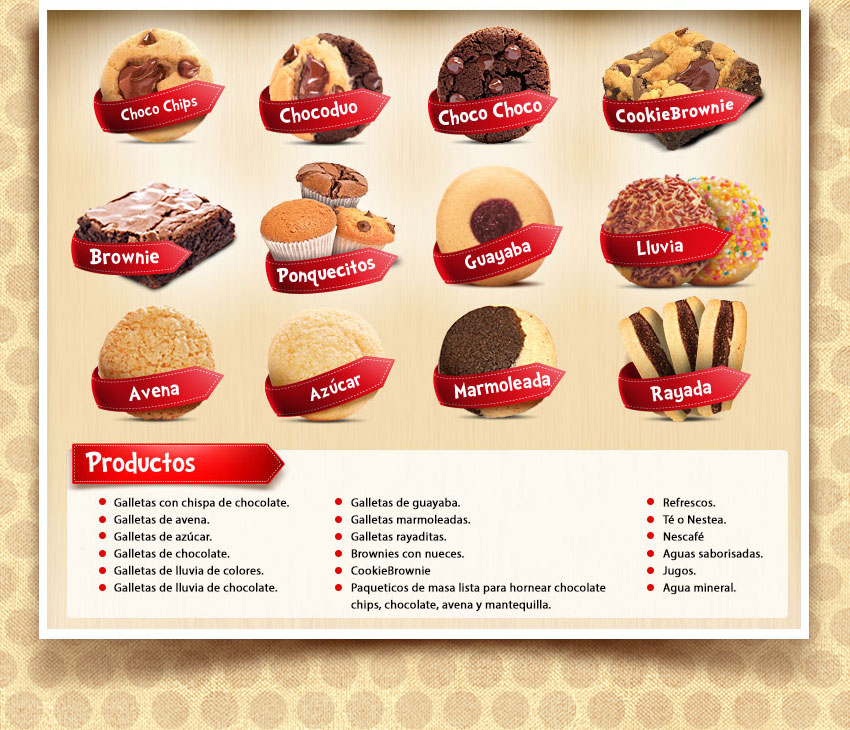 Choco Chips
Chocoduo
Choco Choco
CookieBrownie
Brownie
Ponquecitos
Guayaba
Lluvia
Avena
Azúcar
Marmoleada
Rayada
Productos
Galletas con chispa de chocolate.
Galletas de avena.
Galletas de azúcar.
Galletas de chocolate.
Galletas de lluvia de colores.
Galletas de lluvia de chocolate.
Galletas de guayaba.
Galletas marmoleadas.
Galletas rayaditas.
Brownies con nueces.
CookieBrownie
Paqueticos de masa lista para hornear chocolate
chips, chocolate, avena y mantequilla.
Refrescos.
Té o Nestea.
Nescafé
Aguas saborisadas.
Jugos.
Agua mineral.